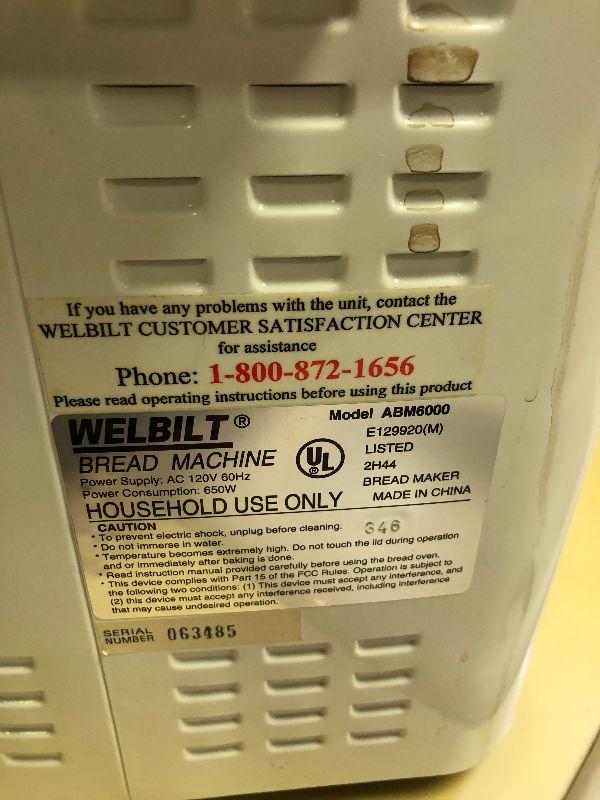 If you have any problems with the unit, contact the
WELBILT CUSTOMER SATISFACTION CENTER
for assistance
Phone: 1-800-872-1656
Please read operating instructions before using this product
WELBILT®
BREAD MACHINE
Power Supply: AC 120V 60Hz
Power Consumption: 650W
HOUSEHOLD USE ONLY
UL®
Model ABM6000
E129920(M)
LISTED
2H44
BREAD MAKER
MADE IN CHINA
346
CAUTION
• To prevent electric shock, unplug before cleaning.
• Do not immerse in water.
• Temperature becomes extremely high. Do not touch the lid during operation
and or immediately after baking is done.
• Read instruction manual provided carefully before using the bread oven.
• This device complies with Part 15 of the FCC Rules. Operation is subject to
the following two conditions: (1) This device must accept any interference, and
(2) this device must accept any interference received, including interference
that may cause undesired operation.
SERIAL
NUMBER 063485